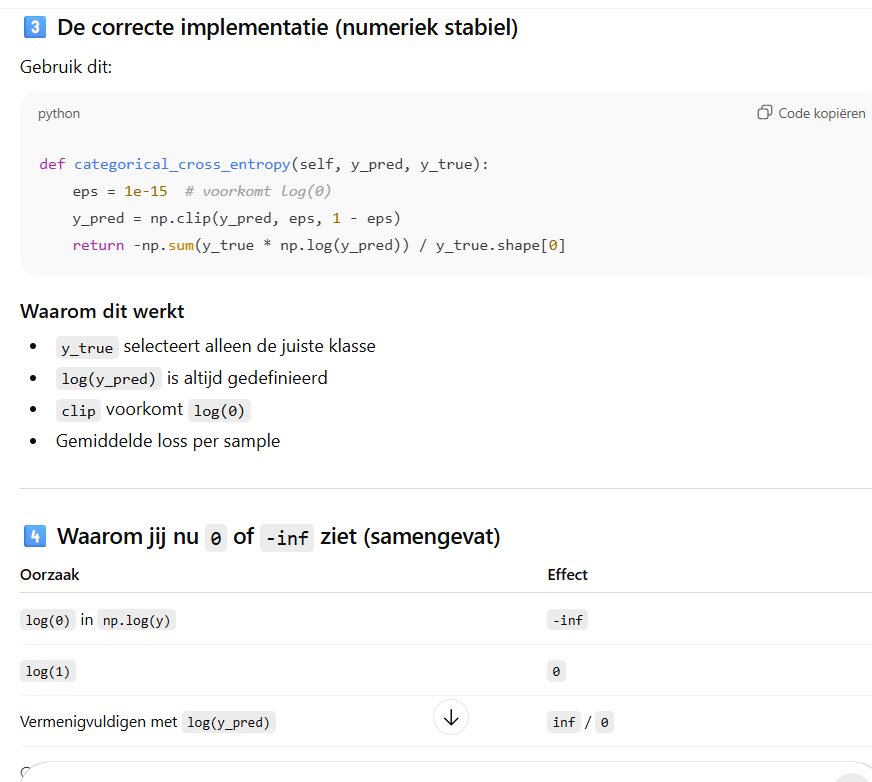 3 De correcte implementatie (numeriek stabiel)
Gebruik dit:
python
Code kopiëren
def categorical_cross_entropy(self, y_pred, y_true):
    eps = 1e-15  # voorkomt log(0)
    y_pred = np.clip(y_pred, eps, 1 - eps)
    return -np.sum(y_true * np.log(y_pred)) / y_true.shape[0]
Waarom dit werkt
• y_true selecteert alleen de juiste klasse
• log(y_pred) is altijd gedefinieerd
• clip voorkomt log(0)
• Gemiddelde loss per sample
4 Waarom jij nu 0 of -inf ziet (samengevat)
Oorzaak Effect
log(0) in np.log(y) -inf
log(1) 0
Vermenigvuldigen met log(y_pred) inf / 0